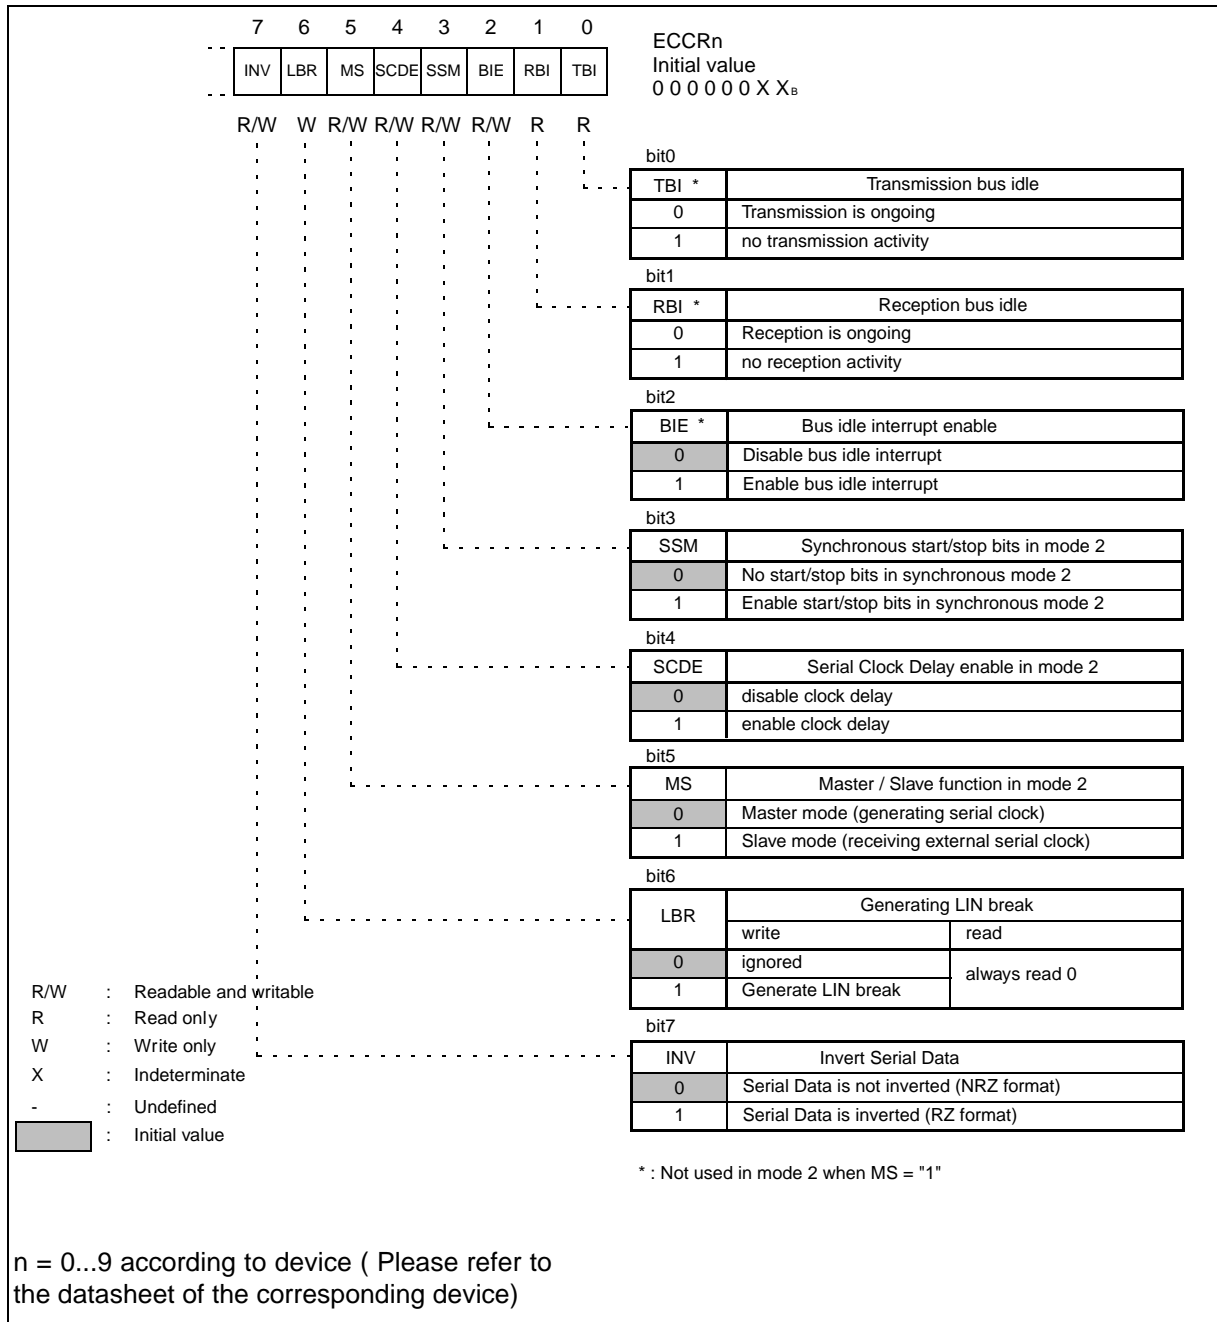 7 6 5 4 3 2 1 0
INV LBR MS SCDE SSM BIE RBI TBI
R/W W R/W R/W R/W R/W R R
ECCRn
Initial value
0 0 0 0 0 0 X X B
bit0
TBI * Transmission bus idle
0 Transmission is ongoing
1 no transmission activity
bit1
RBI * Reception bus idle
0 Reception is ongoing
1 no reception activity
bit2
BIE * Bus idle interrupt enable
0 Disable bus idle interrupt
1 Enable bus idle interrupt
bit3
SSM Synchronous start/stop bits in mode 2
0 No start/stop bits in synchronous mode 2
1 Enable start/stop bits in synchronous mode 2
bit4
SCDE Serial Clock Delay enable in mode 2
0 disable clock delay
1 enable clock delay
bit5
MS Master / Slave function in mode 2
0 Master mode (generating serial clock)
1 Slave mode (receiving external serial clock)
bit6
LBR Generating LIN break
write read
0 ignored always read 0
1 Generate LIN break
bit7
INV Invert Serial Data
0 Serial Data is not inverted (NRZ format)
1 Serial Data is inverted (RZ format)
R/W : Readable and writable
R : Read only
W : Write only
X : Indeterminate
- : Undefined
: Initial value
* : Not used in mode 2 when MS = "1"
n = 0...9 according to device ( Please refer to
the datasheet of the corresponding device)